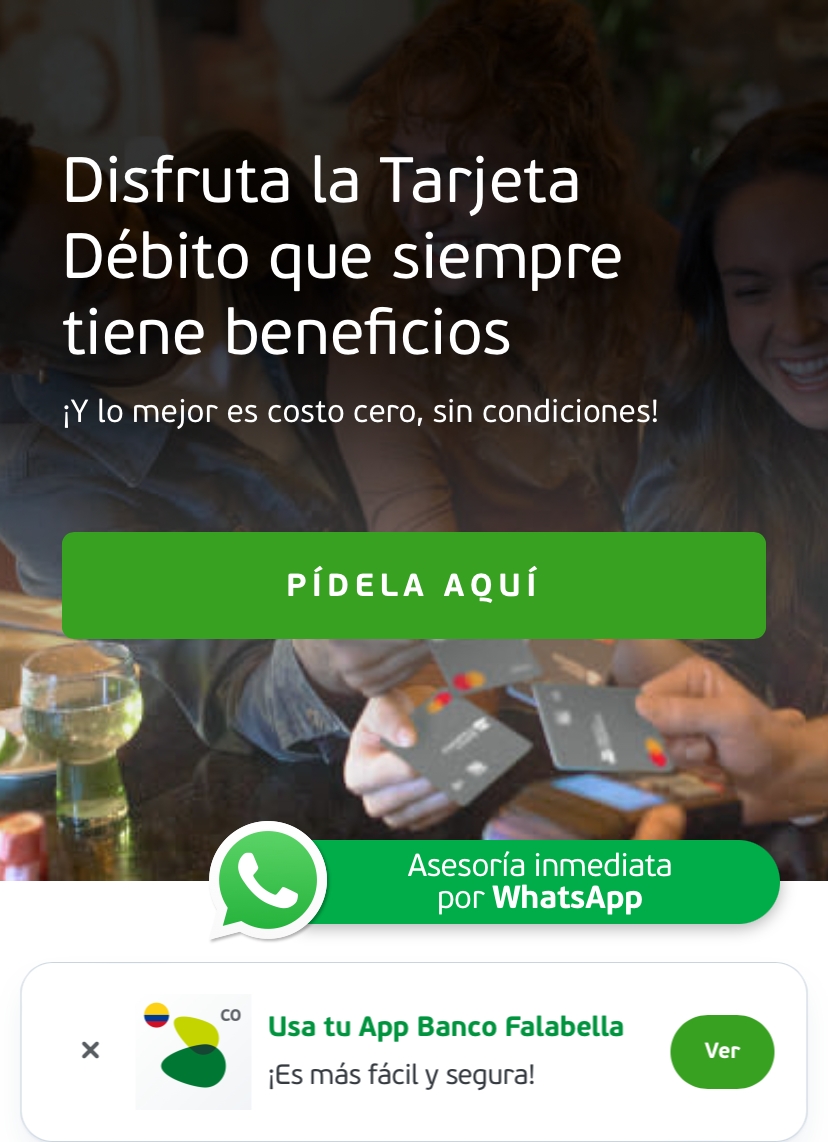 Disfruta la Tarjeta
Débito que siempre
tiene beneficios
¡Y lo mejor es costo cero, sin condiciones!
PÍDELA AQUÍ
Asesoría inmediata
por WhatsApp
CO
Usa tu App Banco Falabella
¡Es más fácil y segura!
Ver